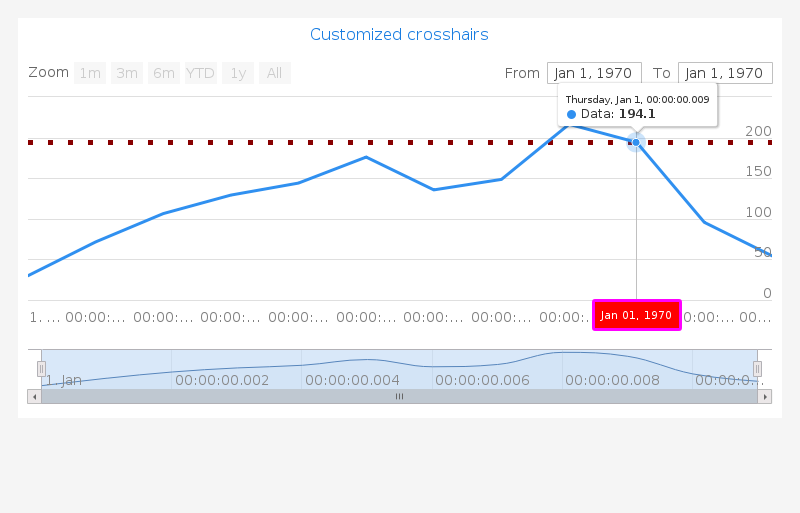 Customized crosshairs
Zoom 1m 3m 6m YTD 1y All From Jan 1, 1970 To Jan 1, 1970
Thursday, Jan 1, 00:00:00.009
Data: 194.1
200
150
100
50
0
1. … 00:00:… 00:00:… 00:00:… 00:00:… 00:00:… 00:00:… 00:00:… 00:00:. Jan 01, 1970 0:00:… 00…
1. Jan 00:00:00.002 00:00:00.004 00:00:00.006 00:00:00.008 00:00:0…